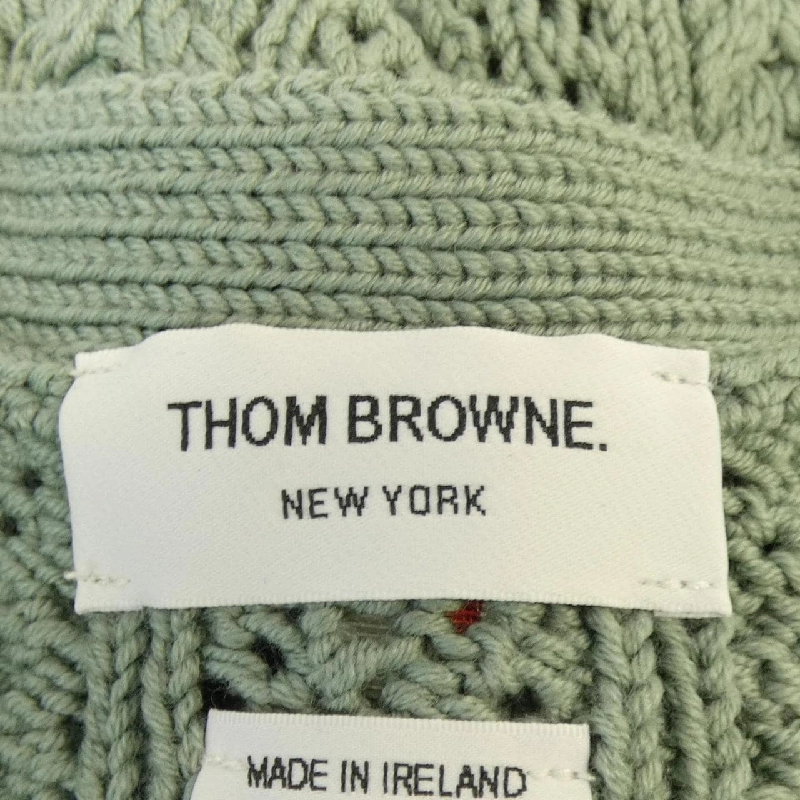 THOM BROWNE.
NEW YORK
MADE IN IRELAND